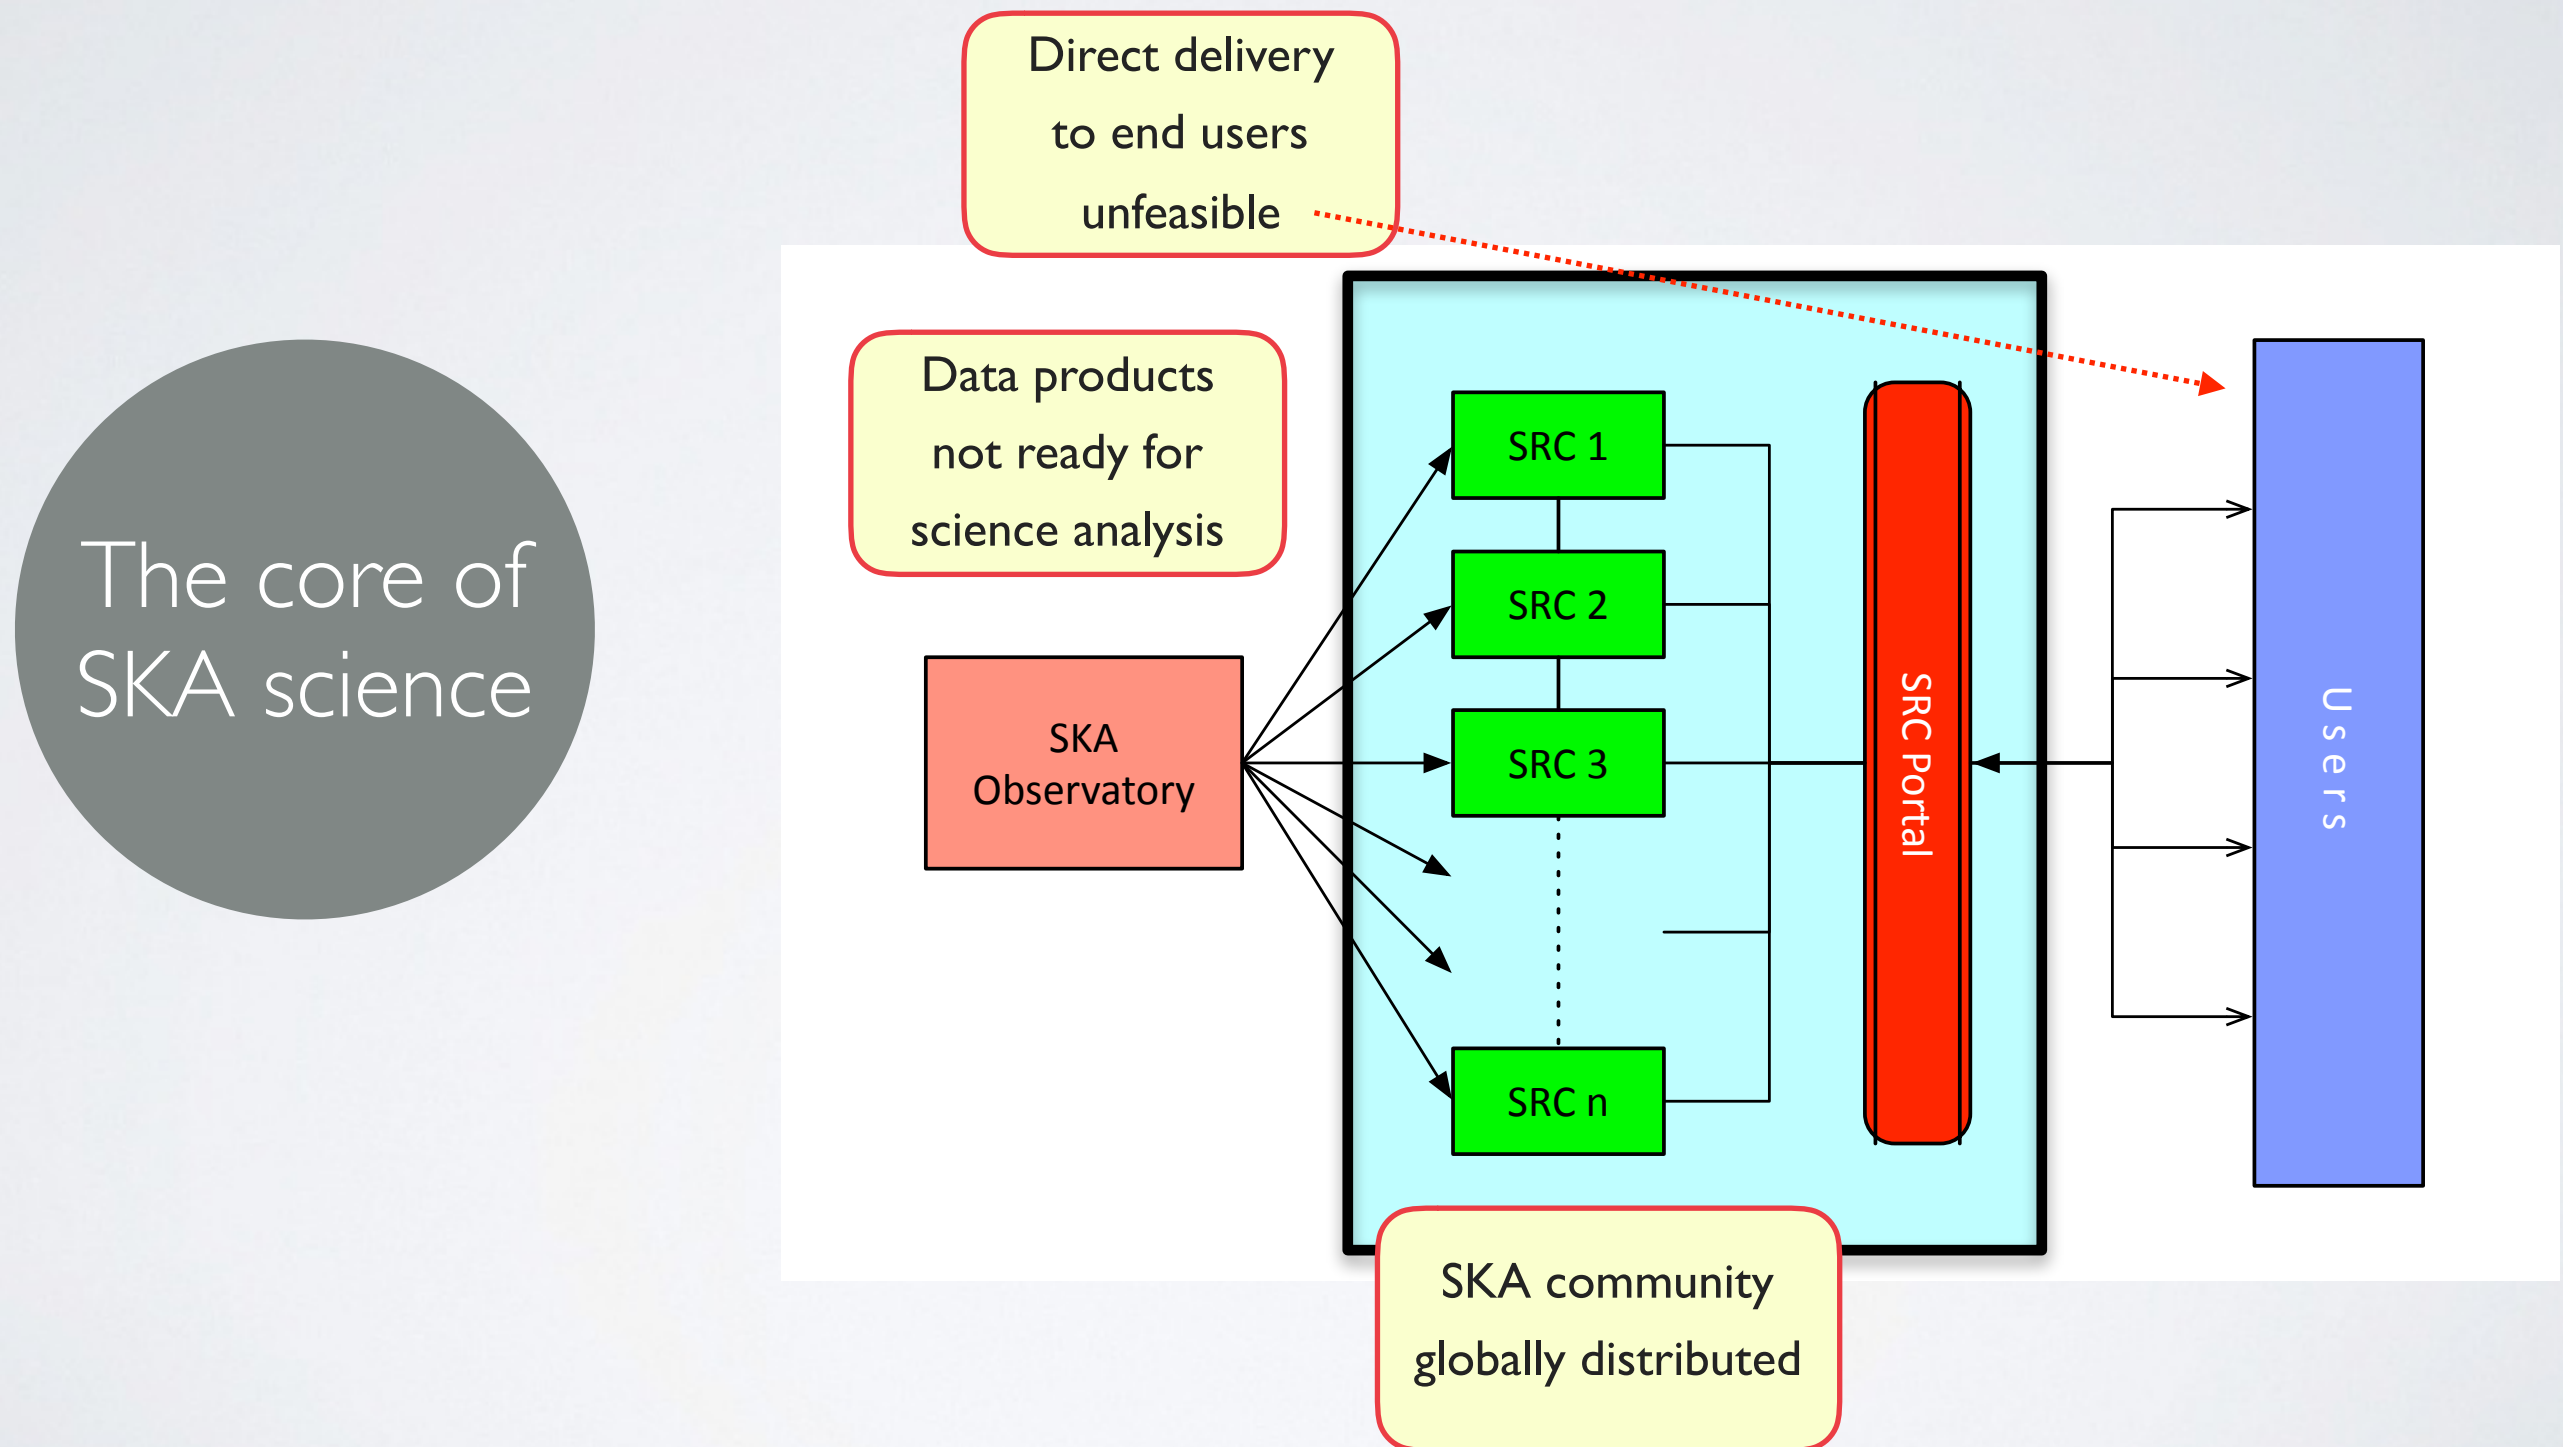 The core of
SKA science
Direct delivery
to end users
unfeasible
Data products
not ready for
science analysis
SKA
Observatory
SRC 1
SRC 2
SRC 3
SRC n
SRC Portal
Users
SKA community
globally distributed